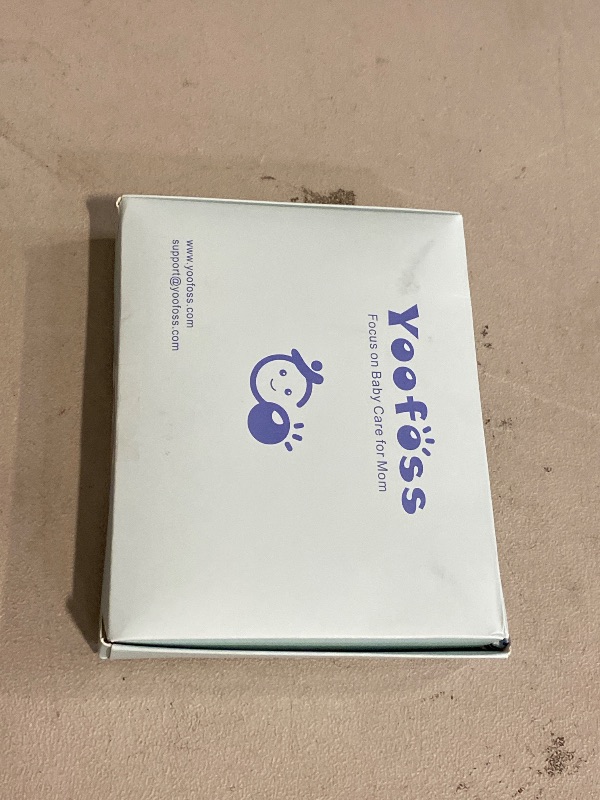 Yoofoss
Focus on Baby Care for Mom
www.yoofoss.com
support@yoofoss.com